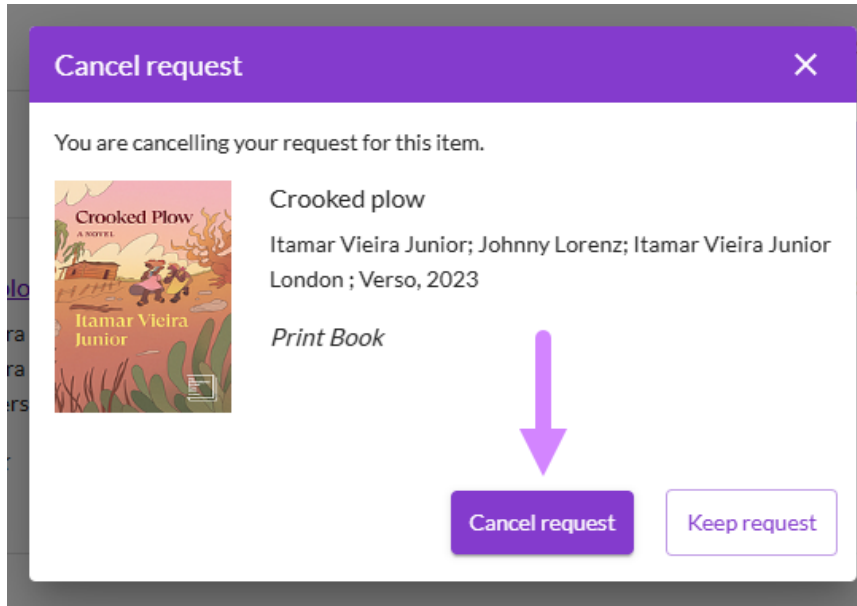 Cancel request
You are cancelling your request for this item.
Crooked Plow
A NOVEL
Itamar Vieira
Junior
Crooked plow
Itamar Vieira Junior; Johnny Lorenz; Itamar Vieira Junior
London ; Verso, 2023
Print Book
Cancel request
Keep request